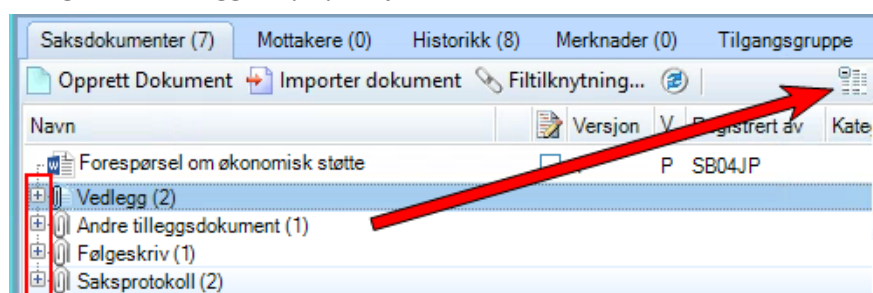 Saksdokumenter (7) Mottakere (0) Historikk (8) Merknader (0) Tilgangsgruppe
Opprett Dokument Importer dokument Filtilknytning...
Navn Versjon V Registrert av Kate
Forespørsel om økonomisk støtte P SB04JP
Vedlegg (2)
Andre tilleggsdokument (1)
Følgeskriv (1)
Saksprotokoll (2)